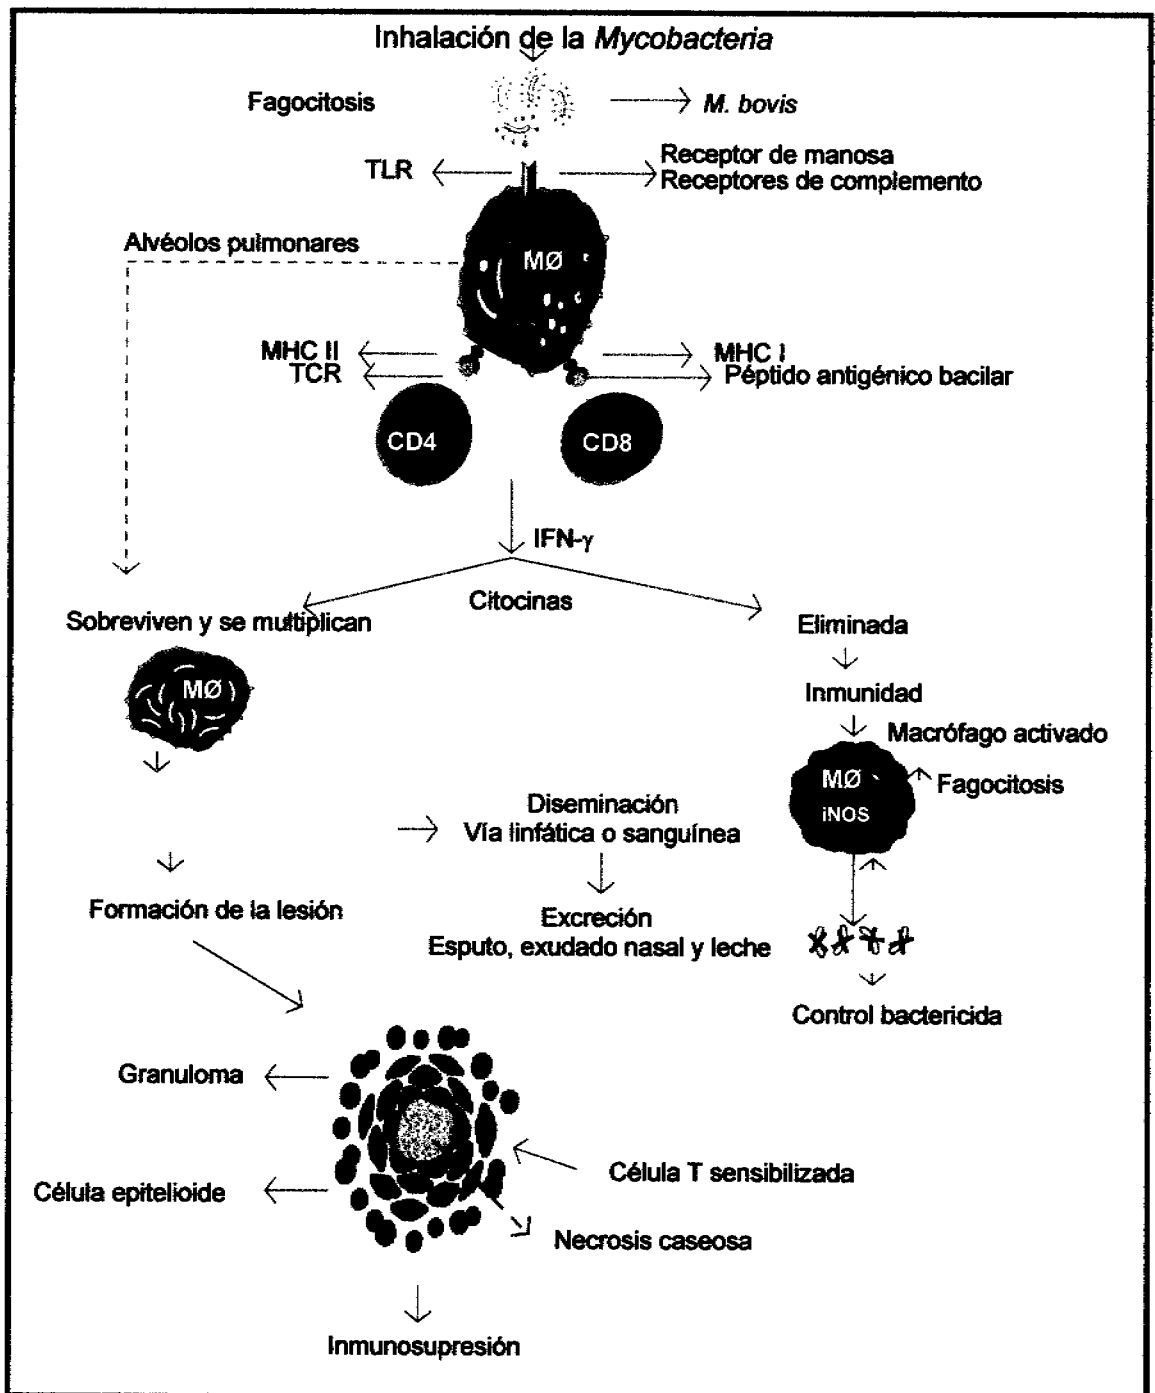 Inhalación de la Mycobacteria
Fagocitosis
M. bovis
TLR
Receptor de manosa
Receptores de complemento
Alvéolos pulmonares
MØ
MHC II
MHC I
TCR
Péptido antigénico bacilar
CD4
CD8
IFN-γ
Citocinas
Sobreviven y se multiplican
Eliminada
MØ
Inmunidad
Macrófago activado
MØ
Fagocitosis
iNOS
Diseminación
Vía linfática o sanguínea
Formación de la lesión
Excreción
Esputo, exudado nasal y leche
Control bactericida
Granuloma
Célula T sensibilizada
Célula epitelioide
Necrosis caseosa
Inmunosupresión